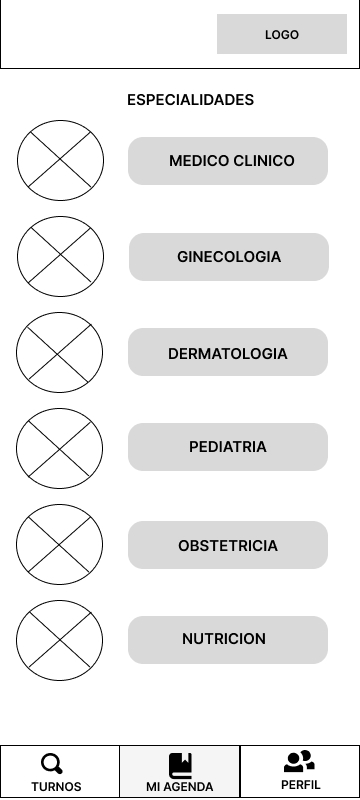 LOGO
ESPECIALIDADES
MEDICO CLINICO
GINECOLOGIA
DERMATOLOGIA
PEDIATRIA
OBSTETRICIA
NUTRICION
TURNOS
MI AGENDA
PERFIL